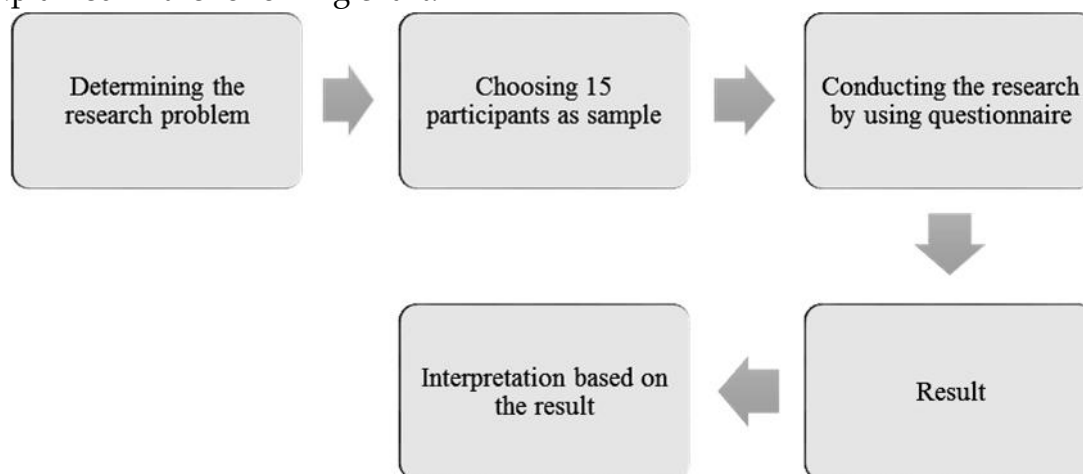 Determining the
research problem
Choosing 15
participants as sample
Conducting the research
by using questionnaire
Result
Interpretation based on
the result